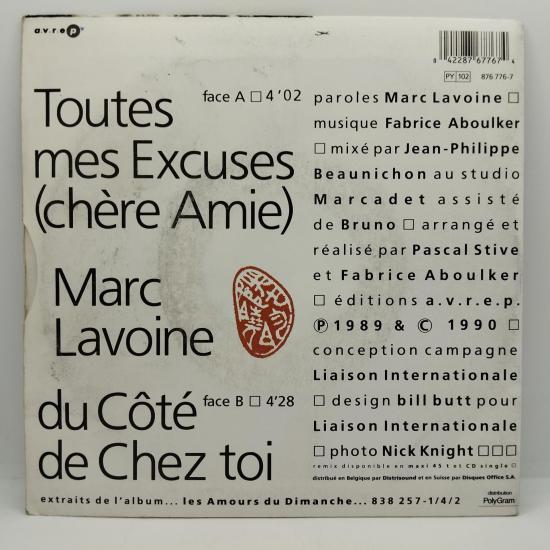 a.v.r.e.p
0 42287 67767 4
PY 102 876 776-7
Toutes face A □ 4'02
mes Excuses
(chère Amie)
Marc
Lavoine
du Côté face B □ 4'28
de Chez toi
paroles Marc Lavoine □
musique Fabrice Aboulker
□ mixé par Jean-Philippe
Beaunichon au studio
Marcadet assisté
de Bruno □ arrangé et
réalisé par Pascal Stive
et Fabrice Aboulker
□ éditions a.v.r.e.p.
℗ 1989 & © 1990 □
conception campagne
Liaison Internationale
□ design bill butt pour
Liaison Internationale
□ photo Nick Knight □□□
remix disponible en maxi 45 t et CD single □
distribué en Belgique par Distrisound et en Suisse par Disques Office S.A.
extraits de l'album... les Amours du Dimanche... 838 257-1/4/2
distribution
PolyGram